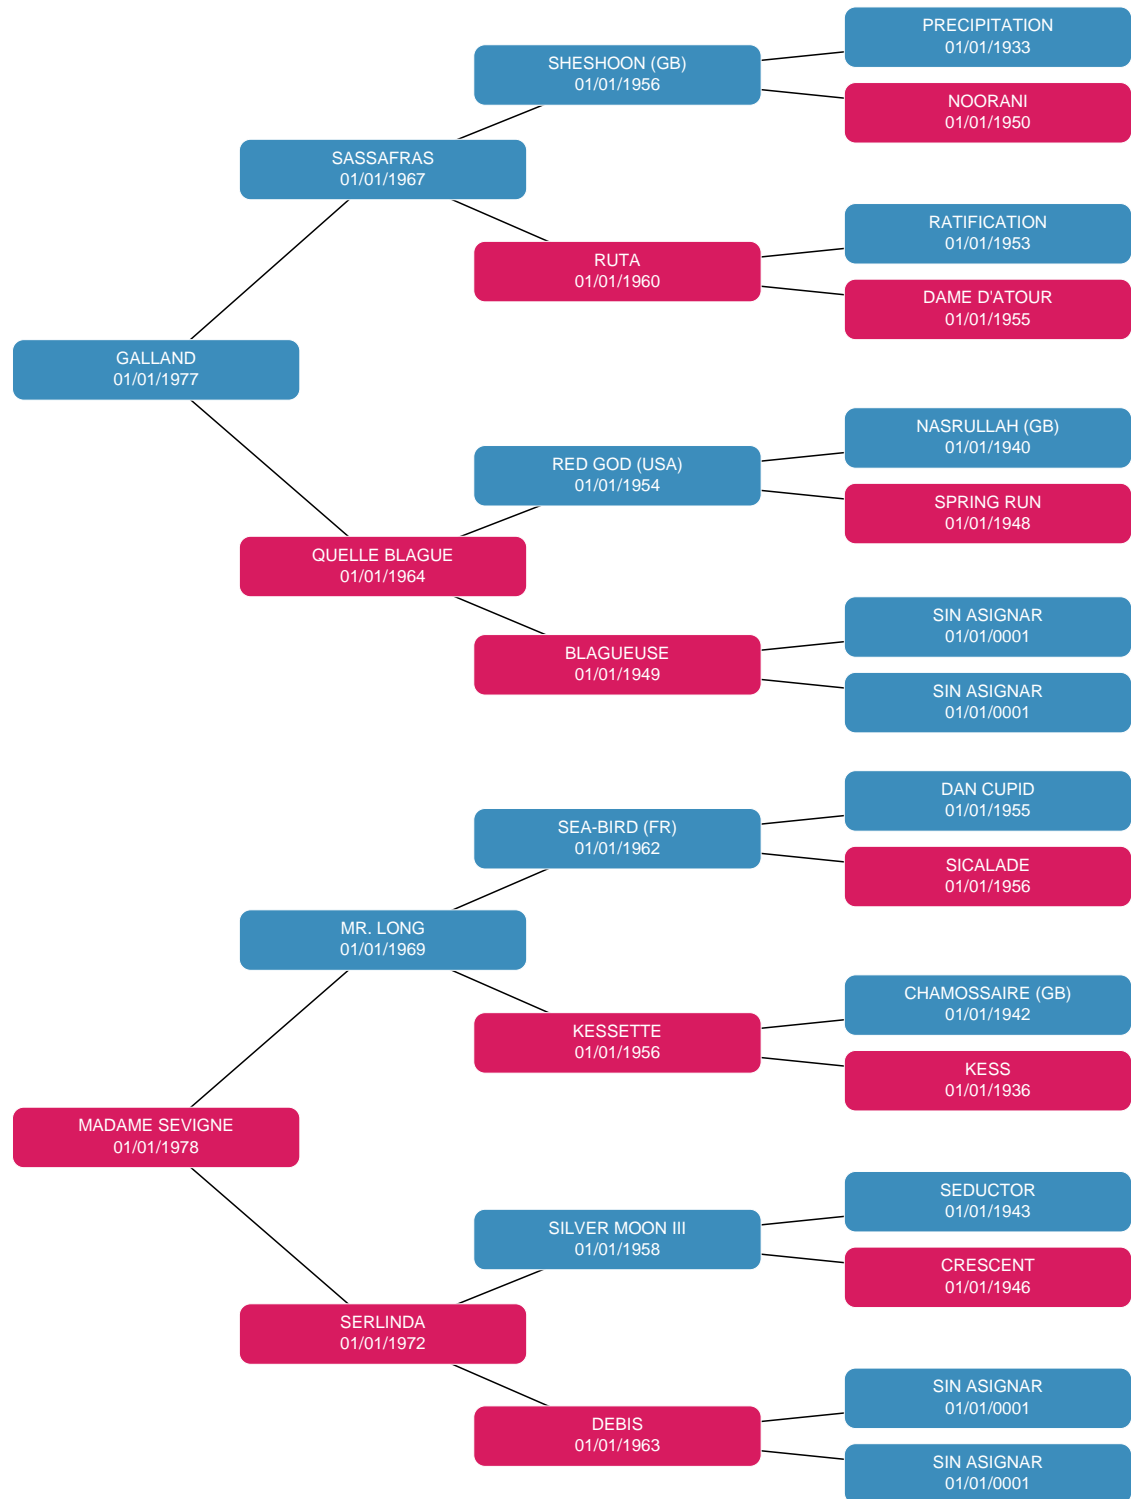 PRECIPITATION
01/01/1933
SHESHOON (GB)
01/01/1956
NOORANI
01/01/1950
SASSAFRAS
01/01/1967
RATIFICATION
01/01/1953
RUTA
01/01/1960
DAME D'ATOUR
01/01/1955
GALLAND
01/01/1977
NASRULLAH (GB)
01/01/1940
RED GOD (USA)
01/01/1954
SPRING RUN
01/01/1948
QUELLE BLAGUE
01/01/1964
SIN ASIGNAR
01/01/0001
BLAGUEUSE
01/01/1949
SIN ASIGNAR
01/01/0001
DAN CUPID
01/01/1955
SEA-BIRD (FR)
01/01/1962
SICALADE
01/01/1956
MR. LONG
01/01/1969
CHAMOSSAIRE (GB)
01/01/1942
KESSETTE
01/01/1956
KESS
01/01/1936
MADAME SEVIGNE
01/01/1978
SEDUCTOR
01/01/1943
SILVER MOON III
01/01/1958
CRESCENT
01/01/1946
SERLINDA
01/01/1972
SIN ASIGNAR
01/01/0001
DEBIS
01/01/1963
SIN ASIGNAR
01/01/0001